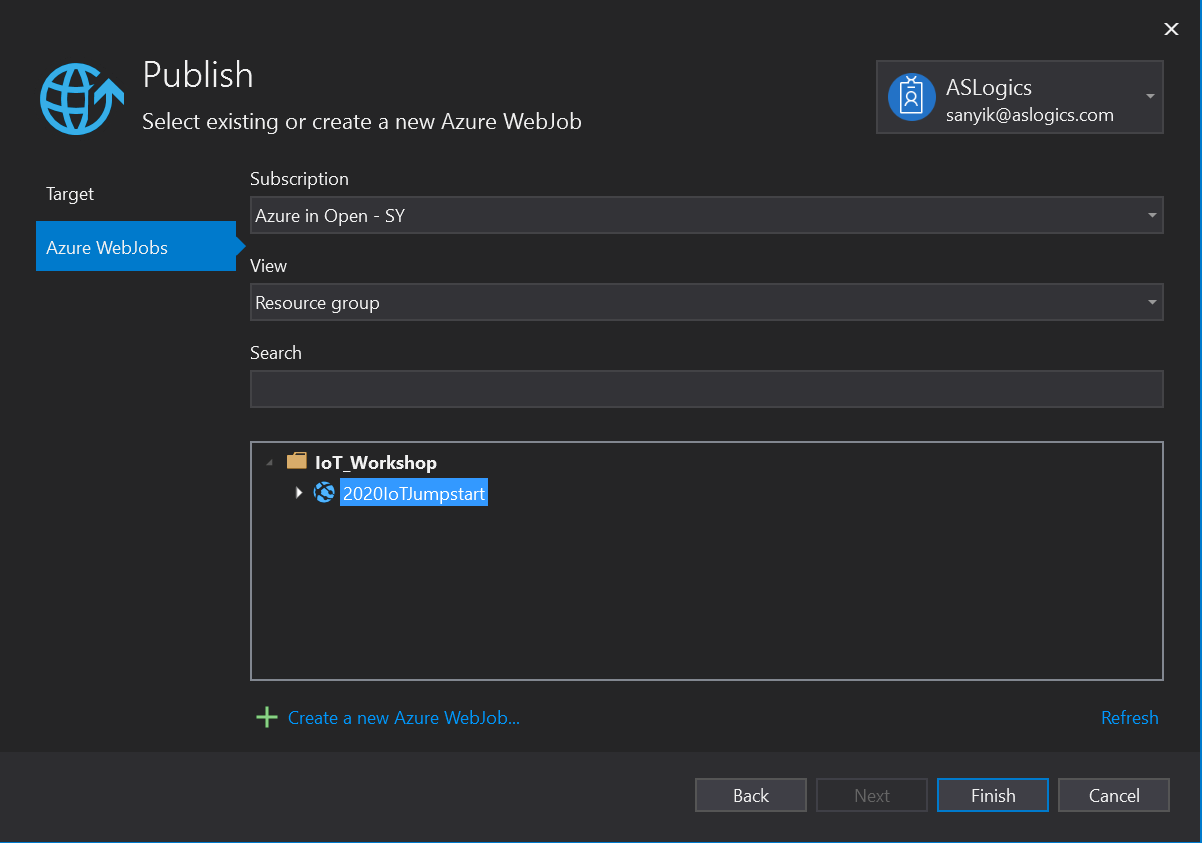 Publish
Select existing or create a new Azure WebJob
ASLogics
sanyik@aslogics.com
Target
Azure WebJobs
Subscription
Azure in Open - SY
View
Resource group
Search
IoT_Workshop
2020IoTJumpstart
Create a new Azure WebJob...
Refresh
Back
Next
Finish
Cancel